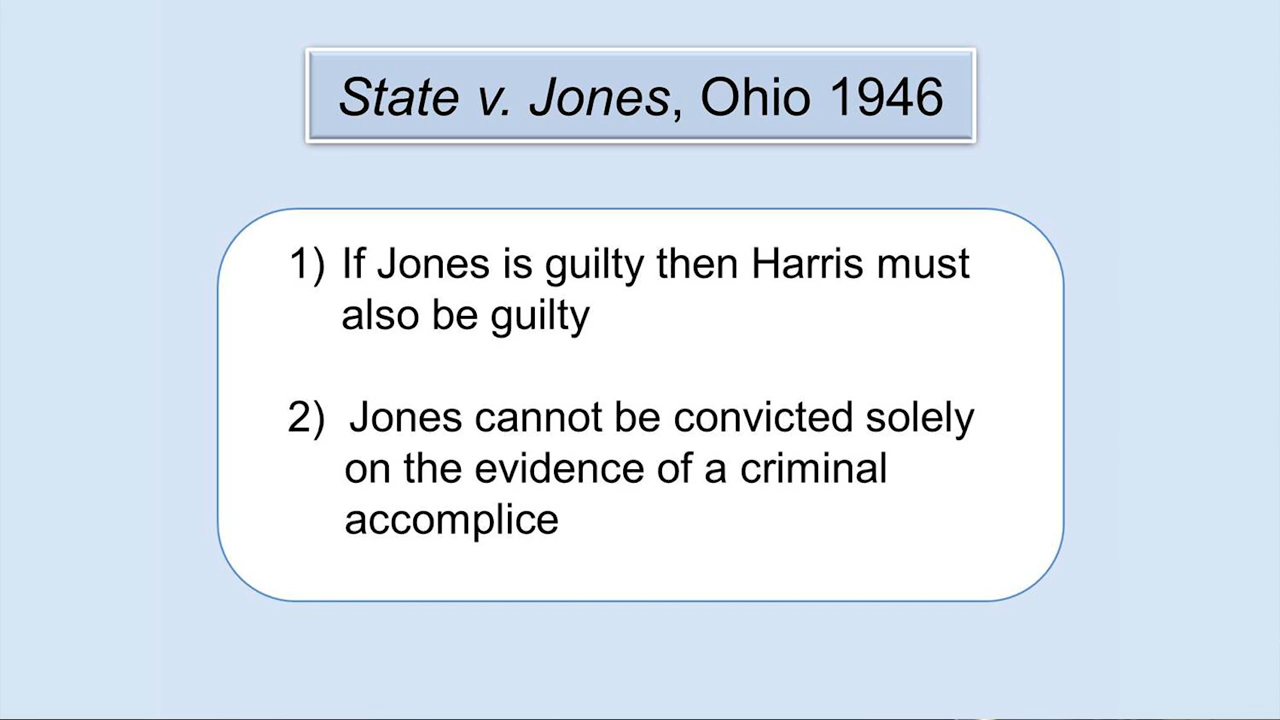 State v. Jones, Ohio 1946
1) If Jones is guilty then Harris must
also be guilty
2) Jones cannot be convicted solely
on the evidence of a criminal
accomplice